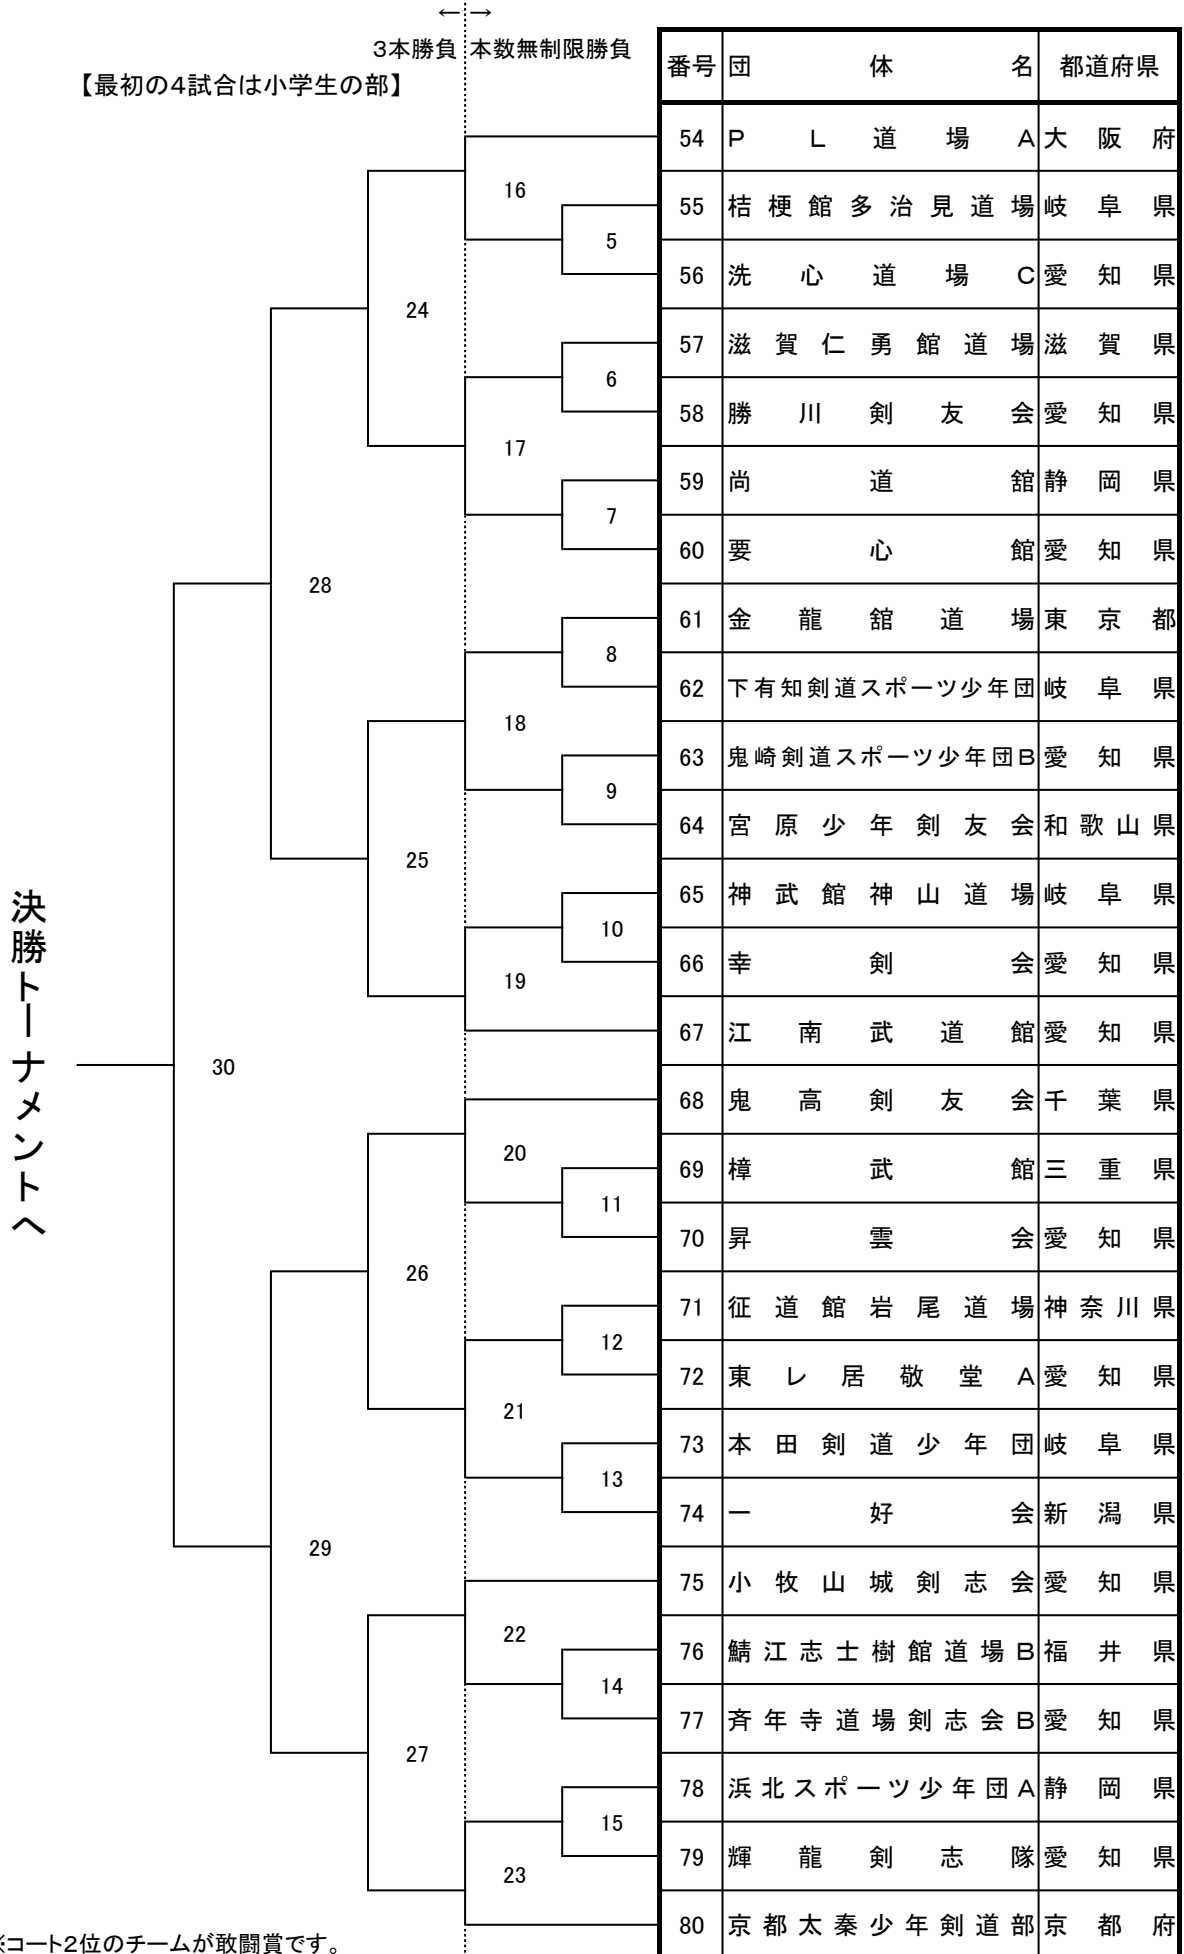 ←→
3本勝負 本数無制限勝負
【最初の4試合は小学生の部】
番号 団体名 都道府県
54 PL道場A 大阪府
55 桔梗館多治見道場 岐阜県
56 洗心道場C 愛知県
57 滋賀仁勇館道場 滋賀県
58 勝川剣友会 愛知県
59 尚道舘 静岡県
60 要心館 愛知県
61 金龍舘道場 東京都
62 下有知剣道スポーツ少年団 岐阜県
63 鬼崎剣道スポーツ少年団B 愛知県
64 宮原少年剣友会 和歌山県
65 神武館神山道場 岐阜県
66 幸剣会 愛知県
67 江南武道館 愛知県
68 鬼高剣友会 千葉県
69 樟武館 三重県
70 昇雲会 愛知県
71 征道館岩尾道場 神奈川県
72 東レ居敬堂A 愛知県
73 本田剣道少年団 岐阜県
74 一好会 新潟県
75 小牧山城剣志会 愛知県
76 鯖江志士樹館道場B 福井県
77 斉年寺道場剣志会B 愛知県
78 浜北スポーツ少年団A 静岡県
79 輝龍剣志隊 愛知県
80 京都太秦少年剣道部 京都府
16
5
24
6
17
7
28
8
18
9
25
10
19
30
20
11
26
12
21
13
29
22
14
27
15
23
決勝トーナメントへ
※コート2位のチームが敢闘賞です。